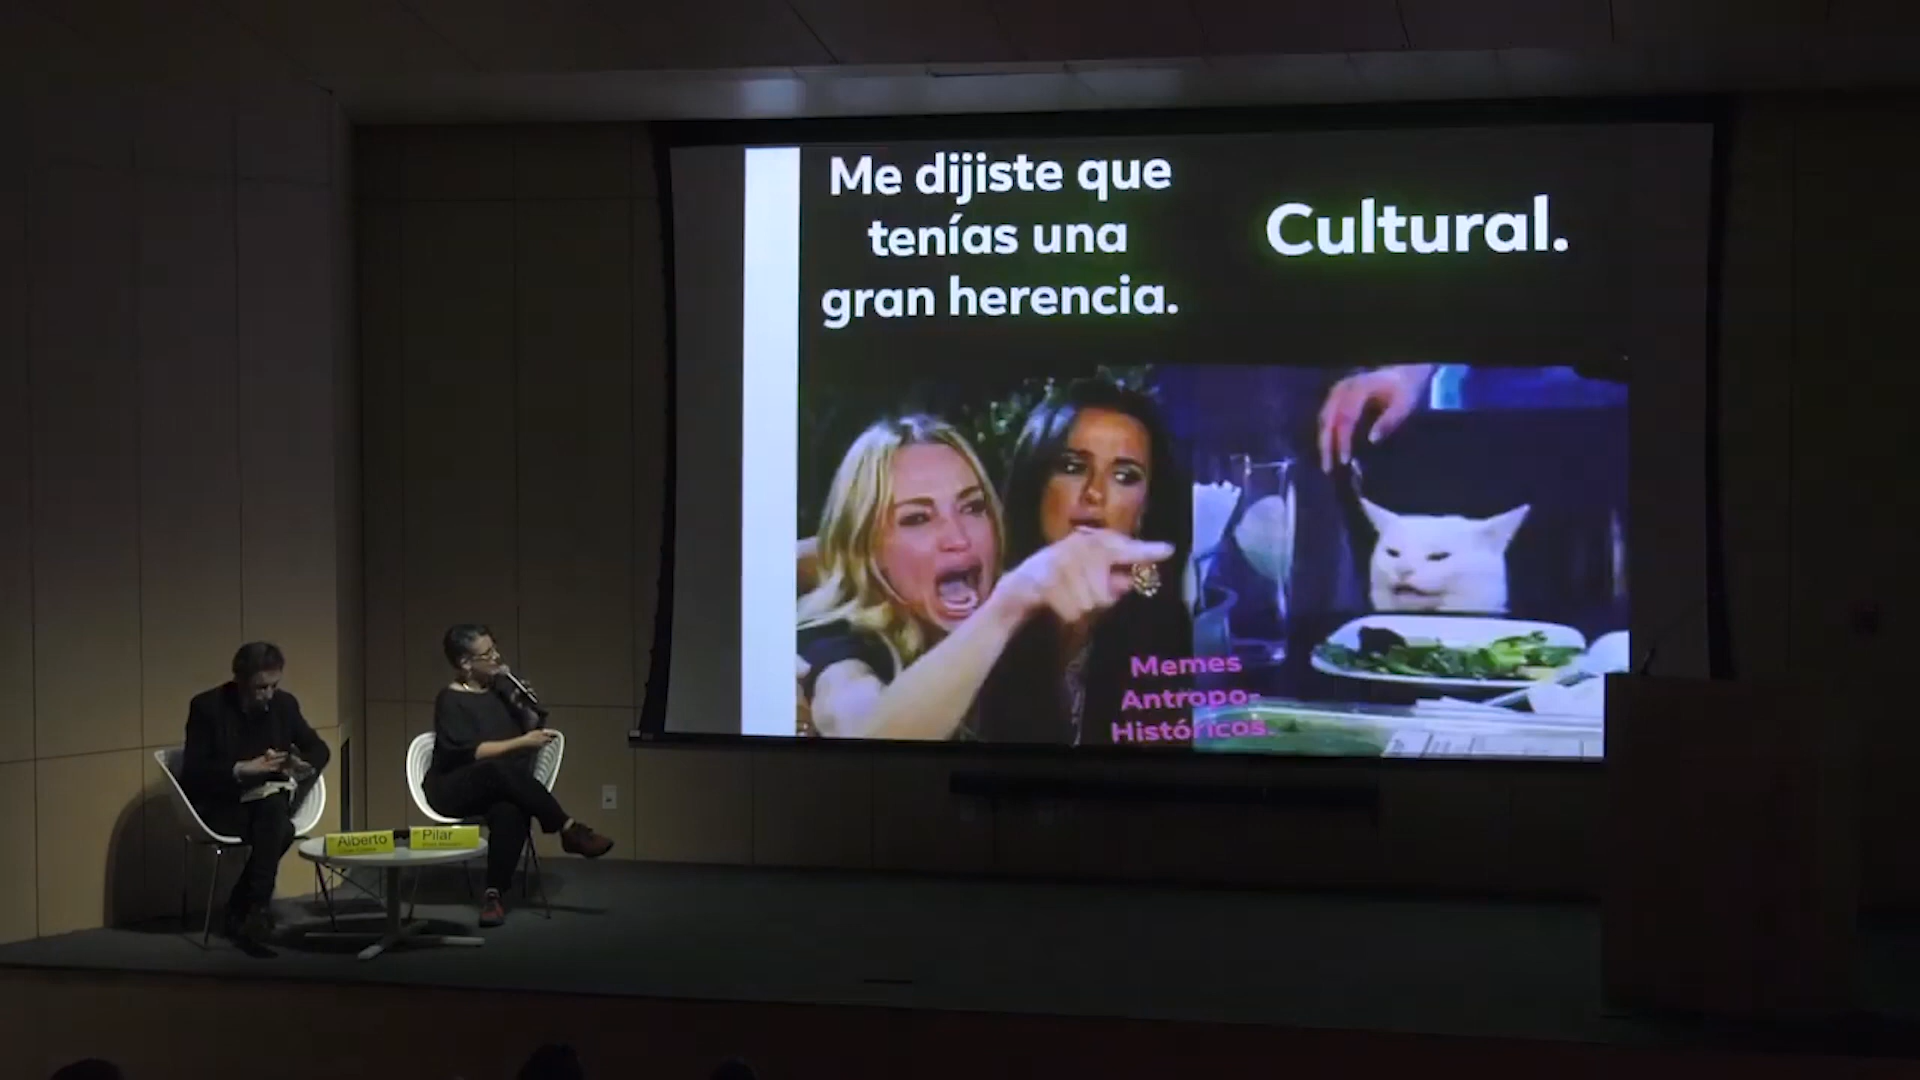 Me dijiste que
tenías una
gran herencia.
Cultural.
Memes
Antropo-
Históricos.
Alberto
Pilar